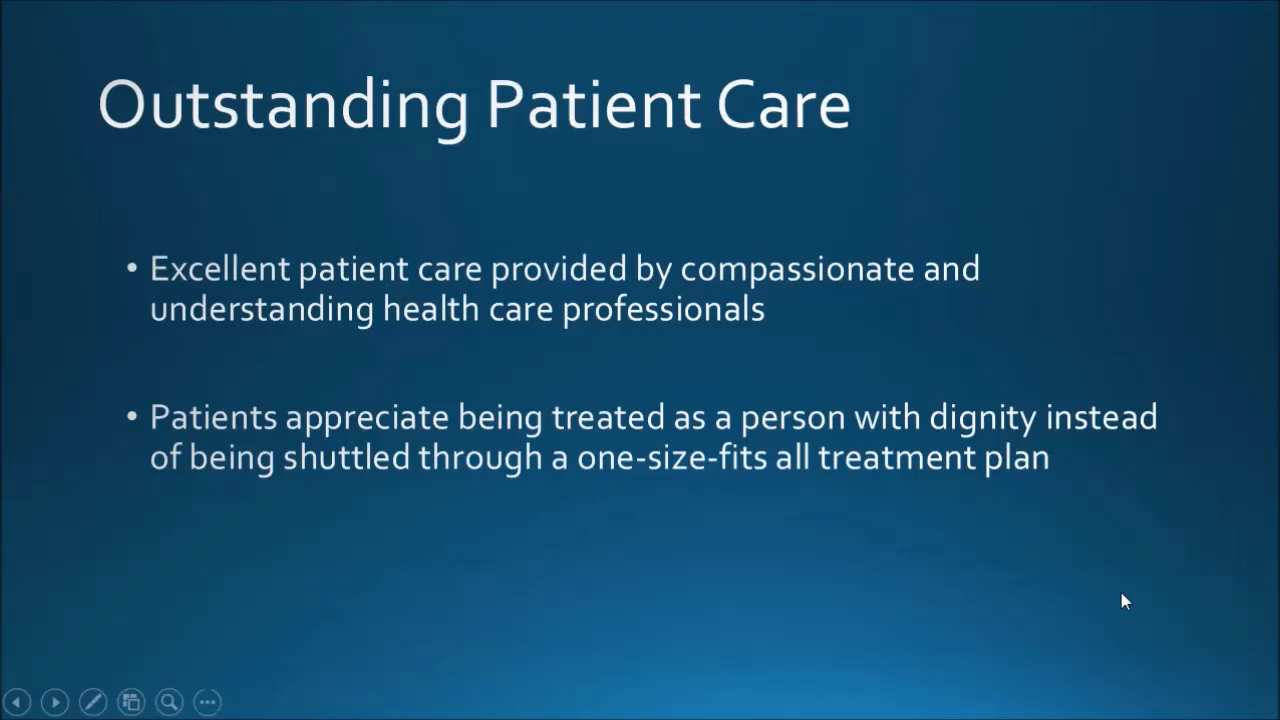 Outstanding Patient Care
• Excellent patient care provided by compassionate and
understanding health care professionals
• Patients appreciate being treated as a person with dignity instead
of being shuttled through a one-size-fits all treatment plan